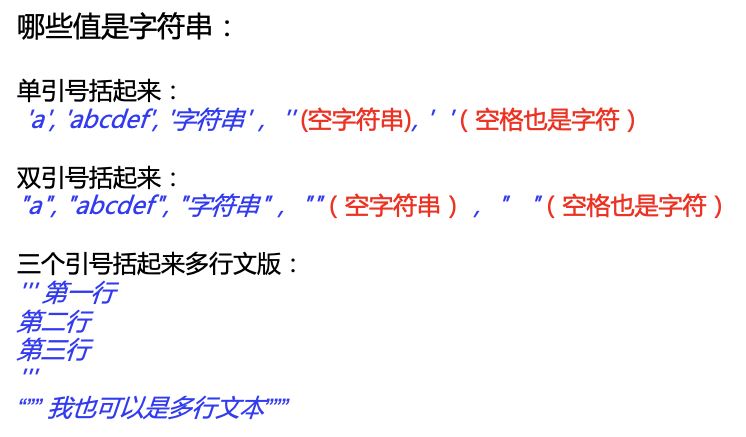 哪些值是字符串：
单引号括起来：
'a', 'abcdef', '字符串' ， ''(空字符串), ' '（空格也是字符）
双引号括起来：
"a", "abcdef", "字符串" ， ""（空字符串）， " "（空格也是字符）
三个引号括起来多行文版：
''' 第一行
第二行
第三行
'''
“”” 我也可以是多行文本”””